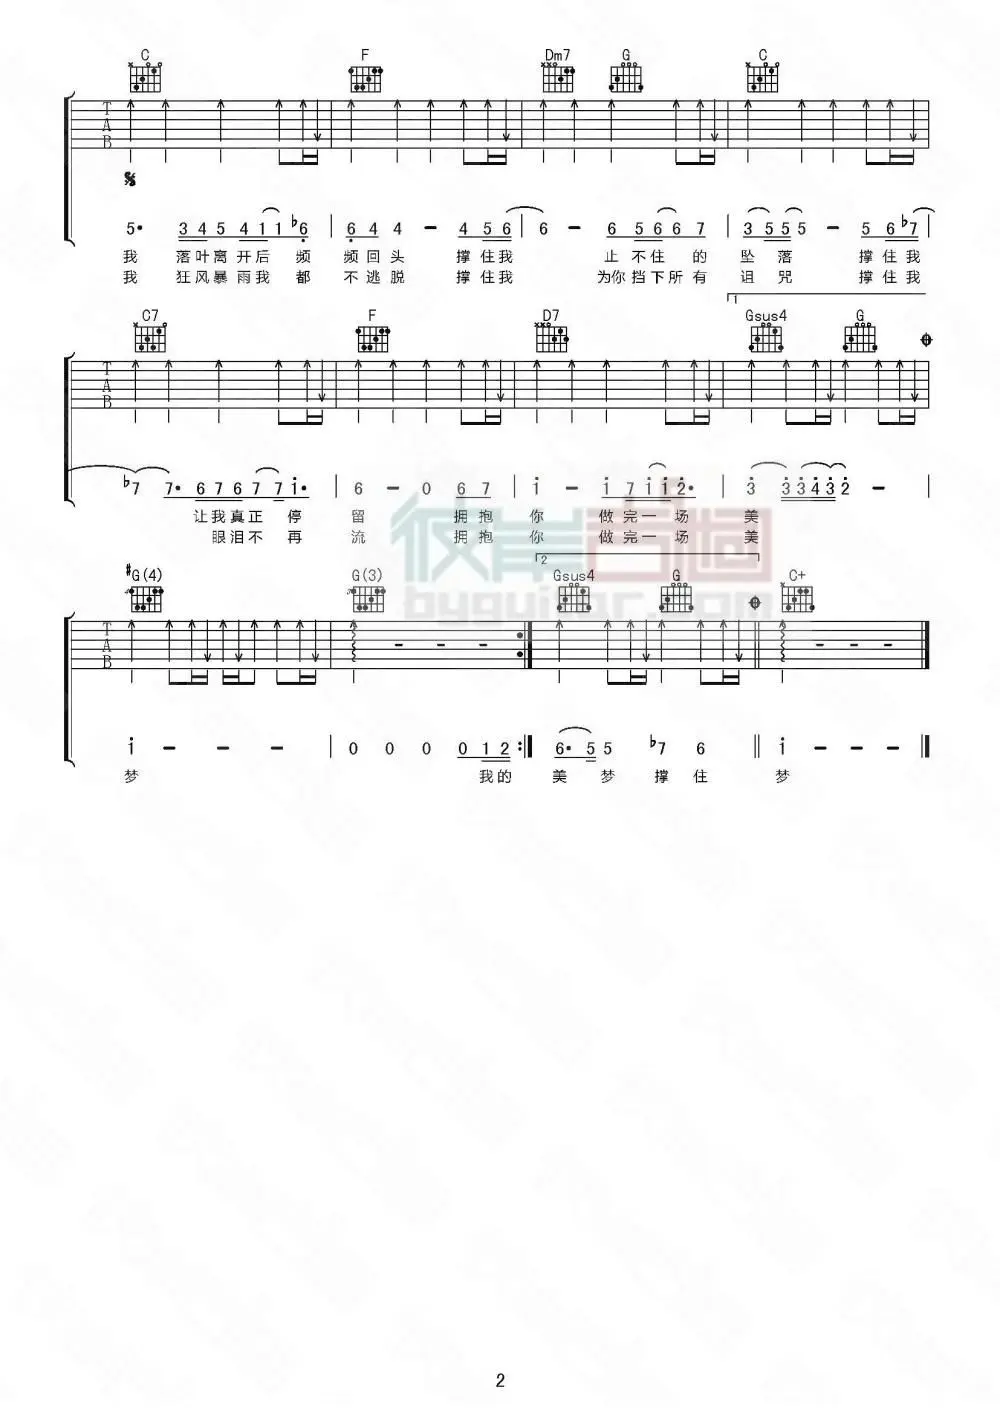 C F Dm7 G C
T
A
B
5· 3 4 5 4 1 1 ♭6 | 6 4 4 – 4 5 6 | 6 – 6 5 6 6 7 | 3 5 5 5 – 5 6 ♭7
我 落叶离开后频 频回头 撑住我 止不住的坠落 撑住我
我 狂风暴雨我都 不逃脱 撑住我 为你挡下所有诅咒 撑住我
1
C7 F D7 Gsus4 G
T
A
B
♭7 7· 6 7 6 7 7 1· | 6 – 0 6 7 | 1 – 1 7 1 1 2· | 3 3 3 4 3 2 – |
让我真正停 留 拥抱你 做完一场 美
眼泪不再 流 拥抱你 做完一场 美
彼岸吉他
byguitar.com
2
#G(4) G(3) Gsus4 G C+
T
A
B
1 – – – | 0 0 0 0 1 2 :| 6· 5 5 ♭7 6 || 1 – – – |
梦 我的 美 梦 撑 住 梦
2